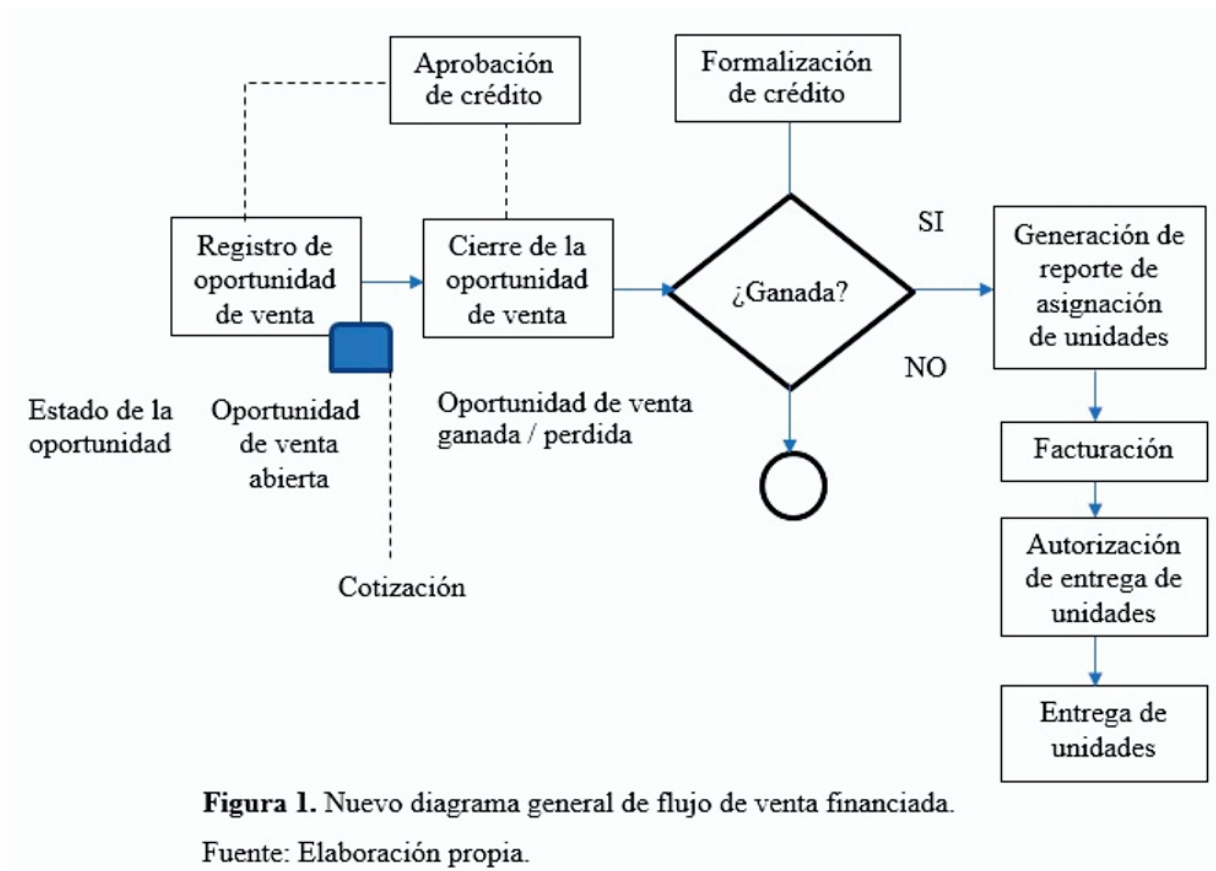 Aprobación
de crédito
Formalización
de crédito
Registro de
oportunidad
de venta
Cierre de la
oportunidad
de venta
¿Ganada?
SI
NO
Generación de
reporte de
asignación
de unidades
Estado de la
oportunidad
Oportunidad
de venta
abierta
Oportunidad de venta
ganada / perdida
Cotización
Facturación
Autorización
de entrega de
unidades
Entrega de
unidades
Figura 1. Nuevo diagrama general de flujo de venta financiada.
Fuente: Elaboración propia.